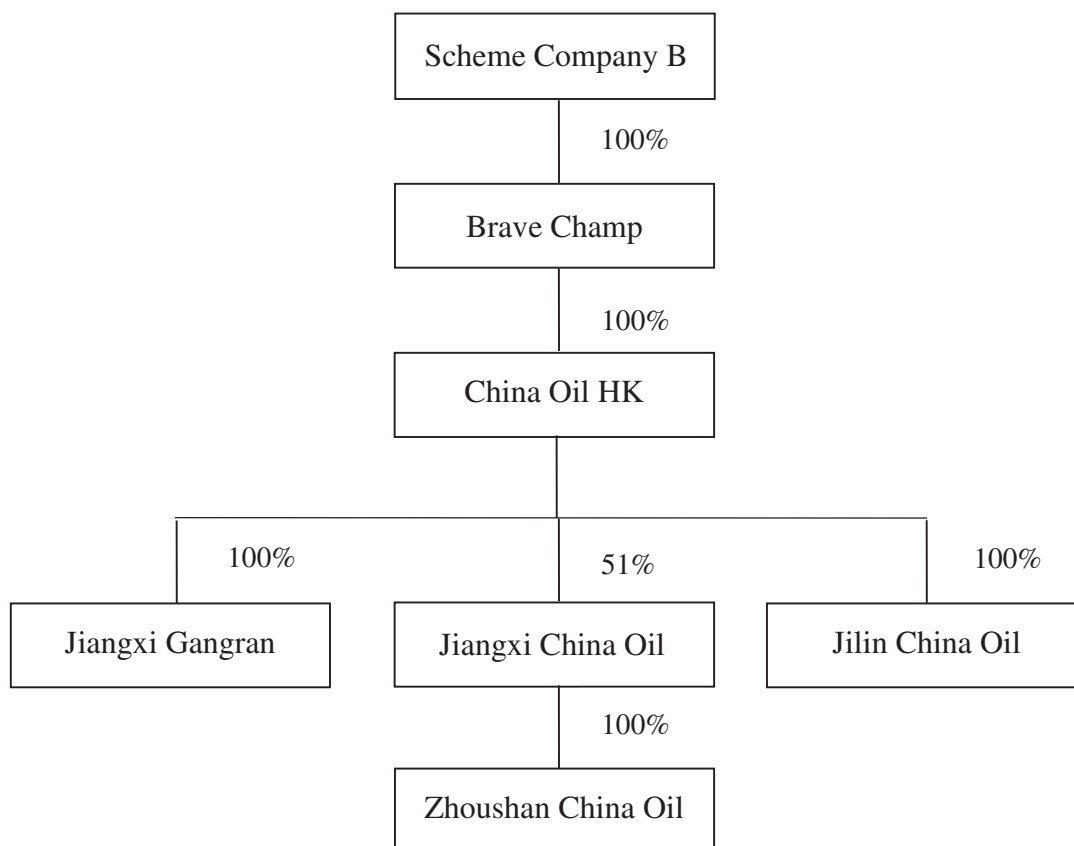 Scheme Company B
100%
Brave Champ
100%
China Oil HK
100%
51%
100%
Jiangxi Gangran
Jiangxi China Oil
Jilin China Oil
100%
Zhoushan China Oil